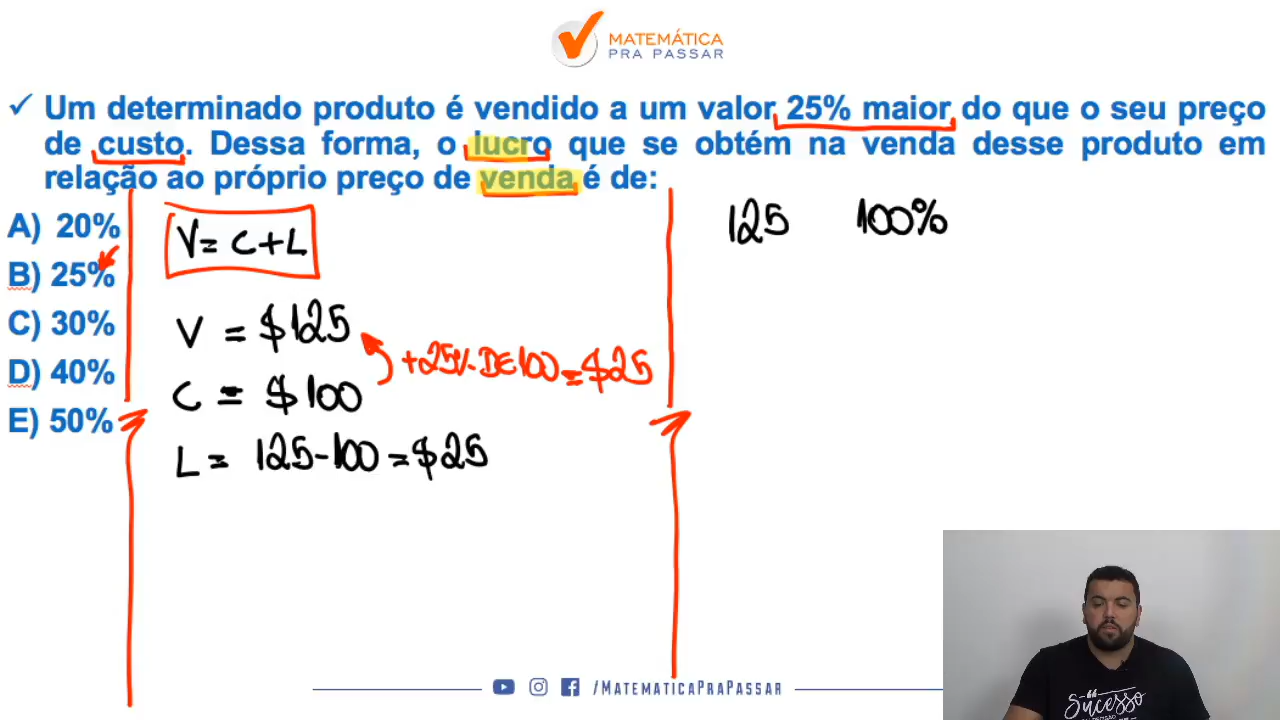 MATEMÁTICA
PRA PASSAR
✓ Um determinado produto é vendido a um valor 25% maior do que o seu preço
de custo. Dessa forma, o lucro que se obtém na venda desse produto em
relação ao próprio preço de venda é de:
A) 20%
B) 25%
C) 30%
D) 40%
E) 50%
V = C + L
V = $125
C = $100
+25% DE 100 = $25
L = 125 - 100 = $25
125 100%
/MATEMATICAPRAPASSAR
Sucesso